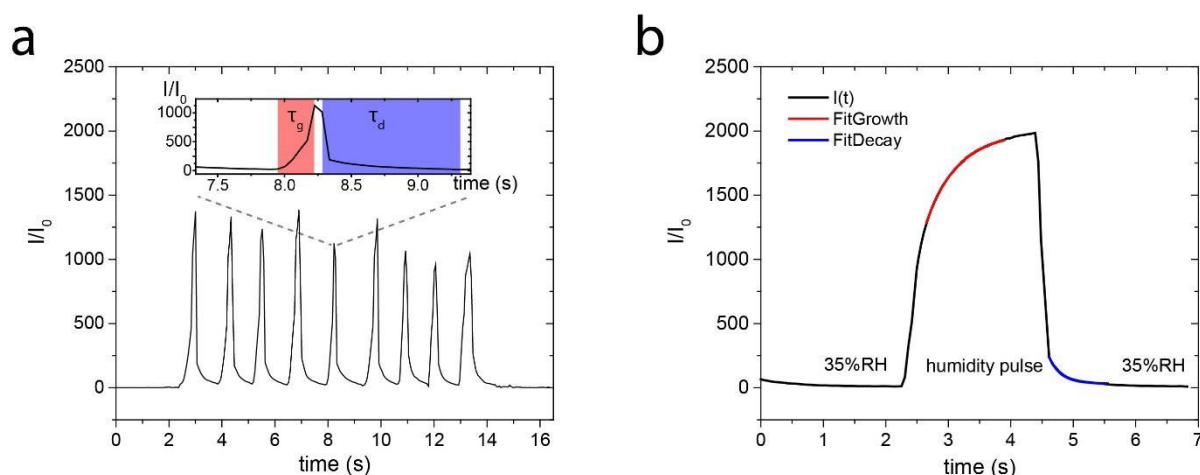 a
2500
2000
1500
1000
500
0
I/I0
0 2 4 6 8 10 12 14 16
time (s)
I/I0
1000
500
0
τg
τd
7.5 8.0 8.5 9.0
time (s)
b
2500
2000
1500
1000
500
0
I/I0
I(t)
FitGrowth
FitDecay
35%RH humidity pulse 35%RH
0 1 2 3 4 5 6 7
time (s)